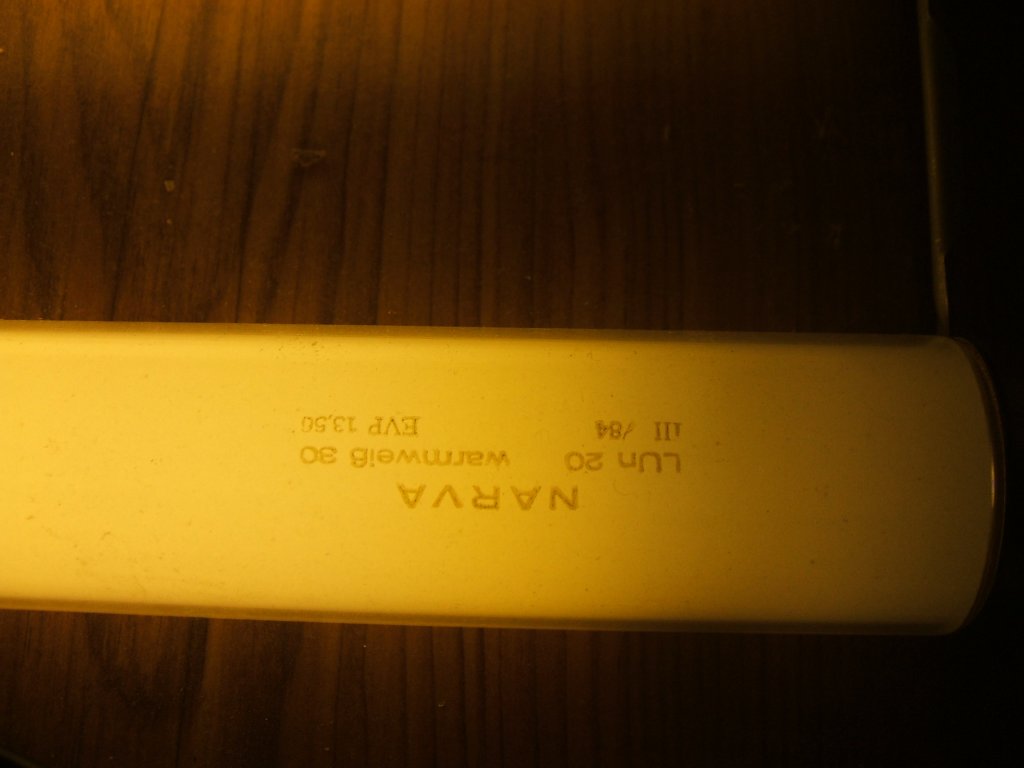 NARVA
LUn 20 warmweiß 30
III /84 EVP 13,50